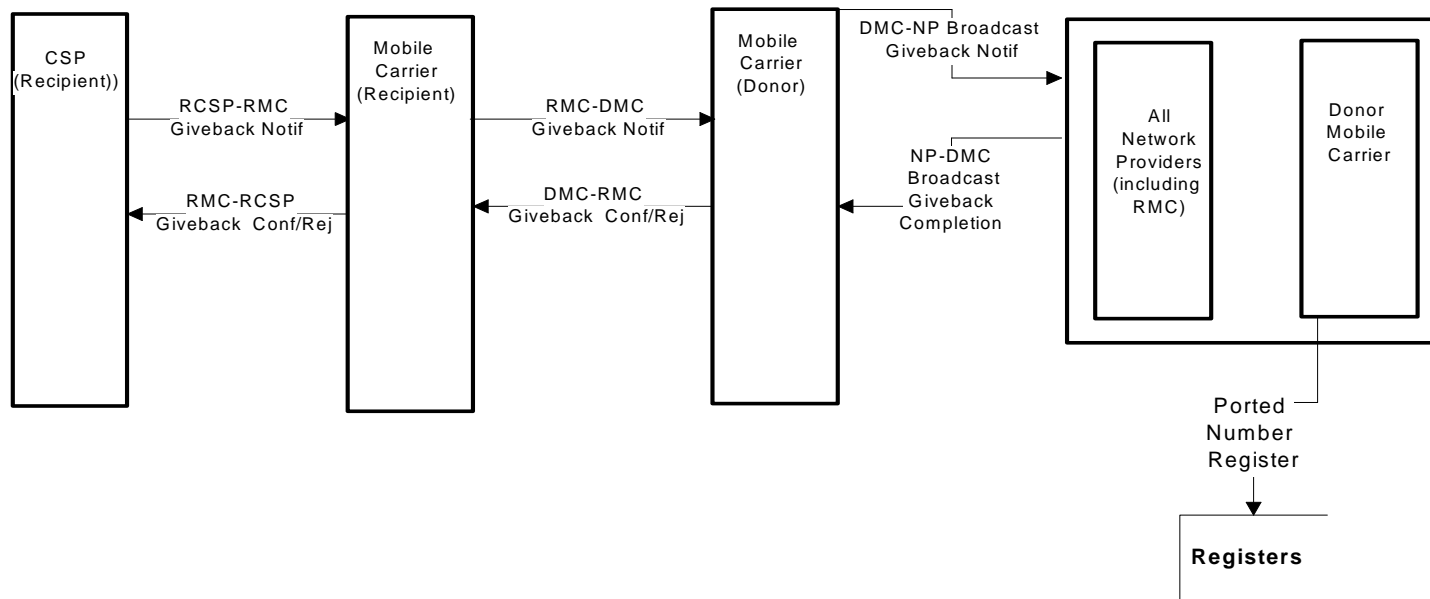 CSP
(Recipient))
Mobile
Carrier
(Recipient)
Mobile
Carrier
(Donor)
RCSP-RMC
Giveback Notif
RMC-RCSP
Giveback Conf/Rej
RMC-DMC
Giveback Notif
DMC-RMC
Giveback Conf/Rej
DMC-NP Broadcast
Giveback Notif
NP-DMC
Broadcast
Giveback
Completion
All
Network
Providers
(including
RMC)
Donor
Mobile
Carrier
Ported
Number
Register
Registers